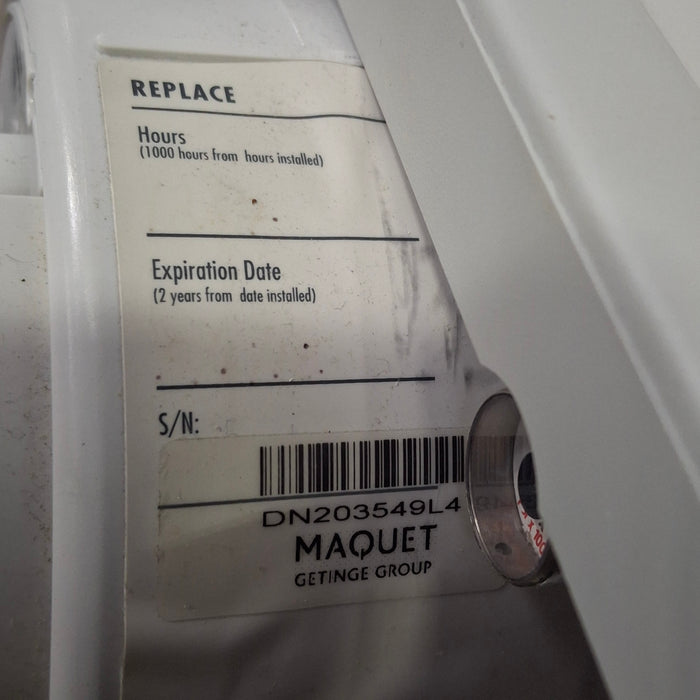 REPLACE
Hours
(1000 hours from hours installed)
Expiration Date
(2 years from date installed)
S/N:
DN203549L4
MAQUET
GETINGE GROUP